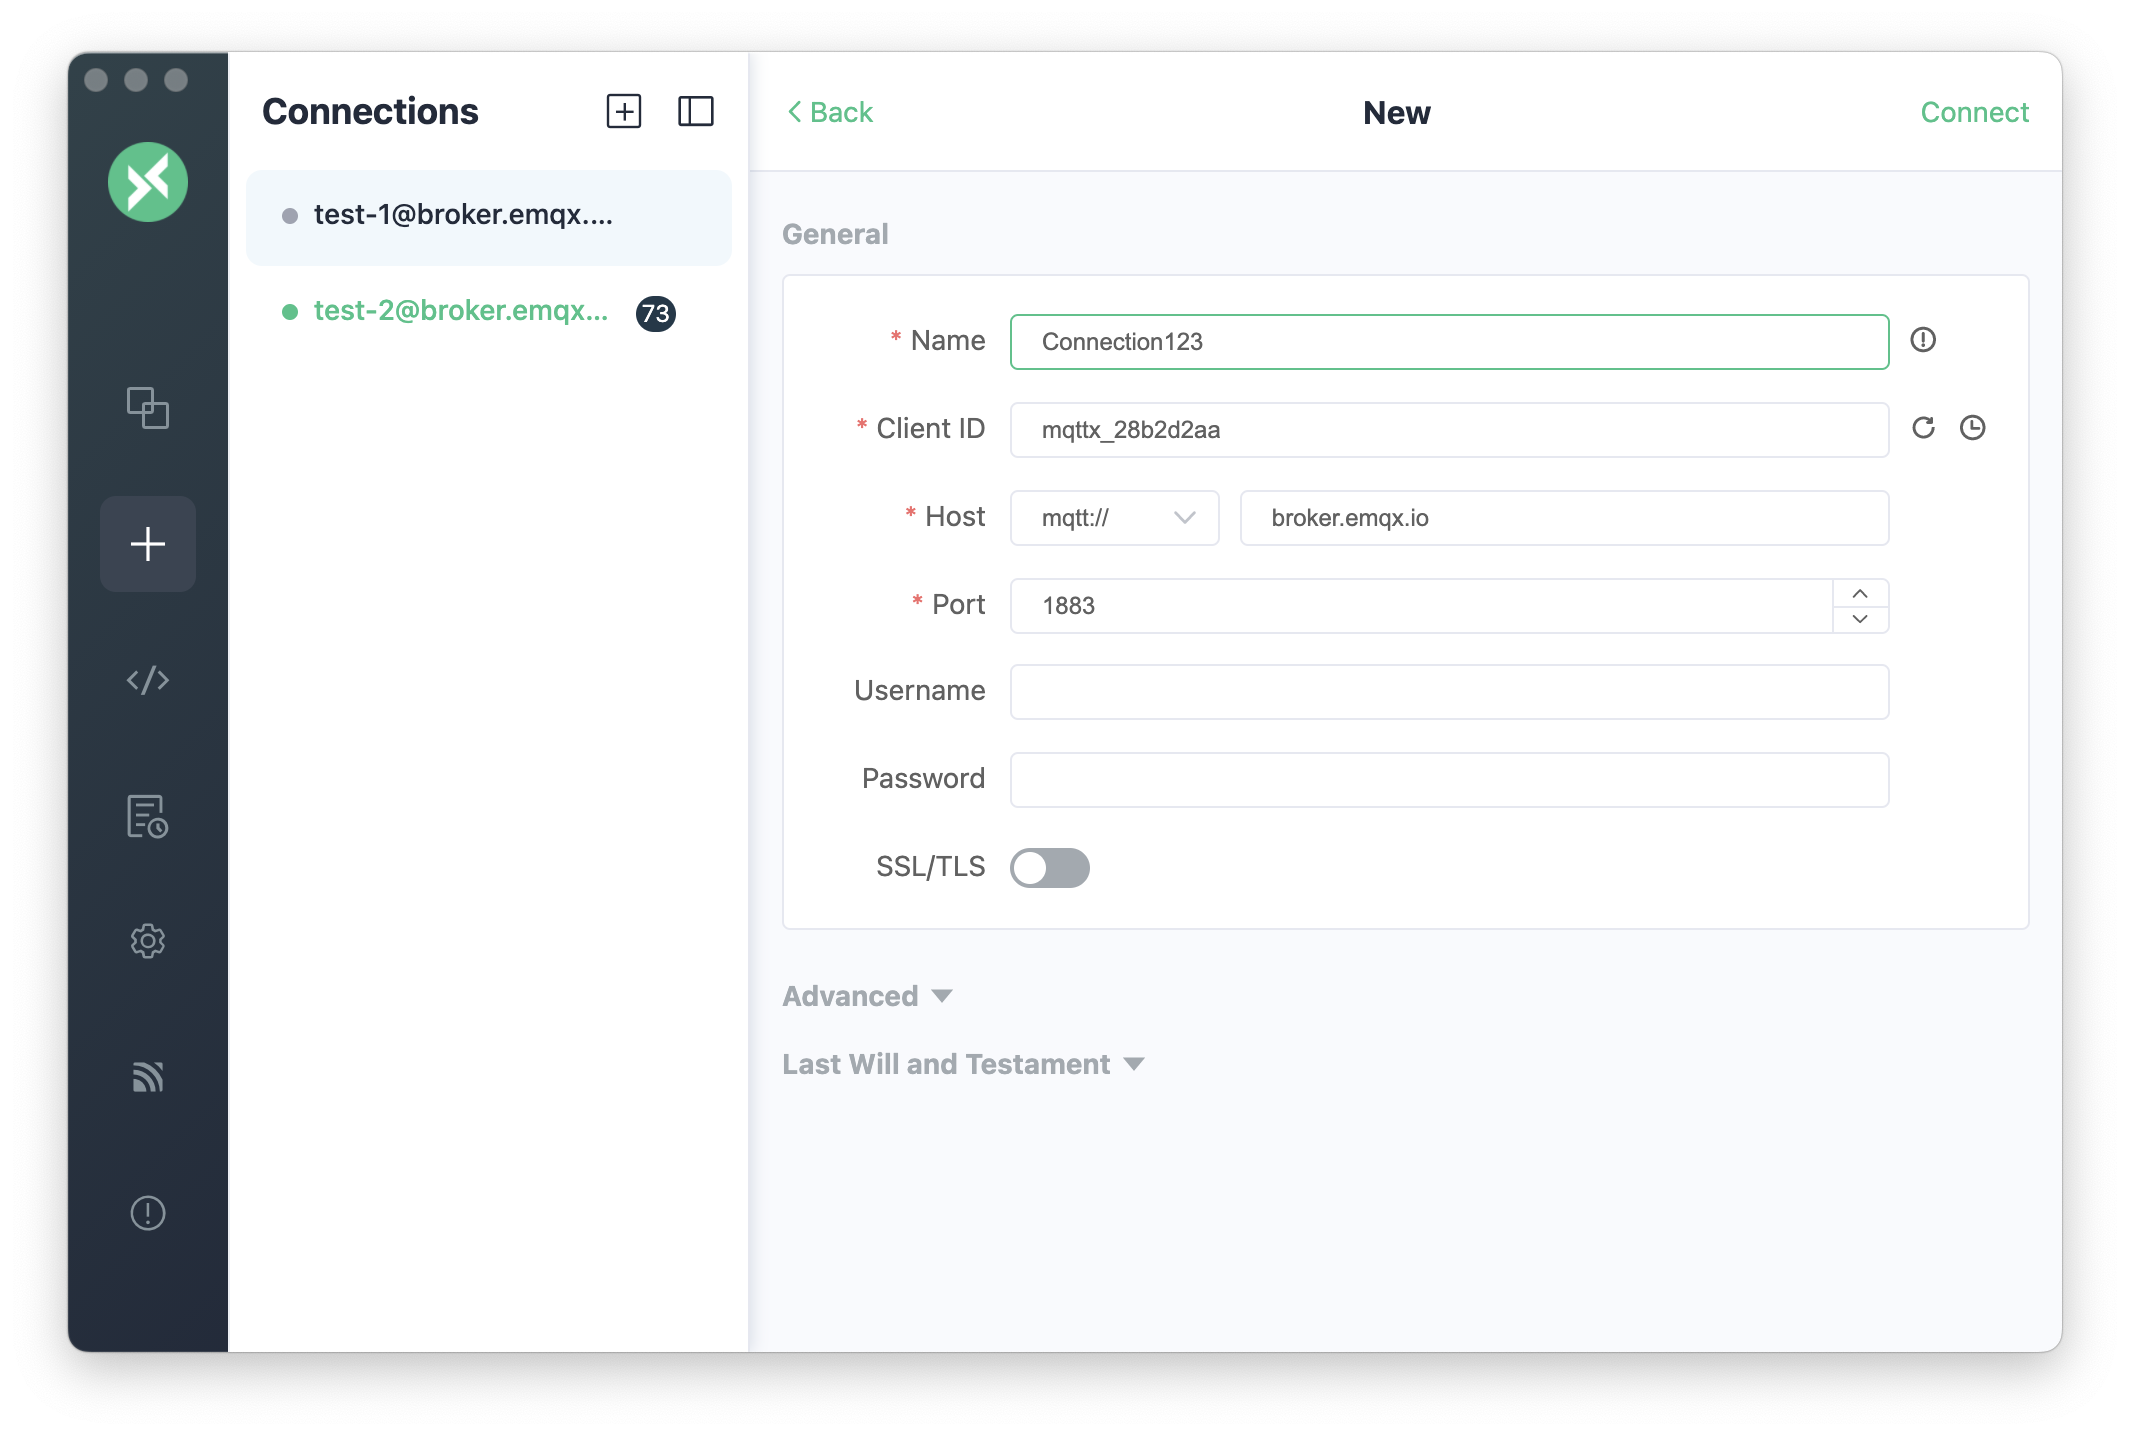 Connections
test-1@broker.emqx....
test-2@broker.emqx...
73
Back
New
Connect
General
* Name
Connection123
* Client ID
mqttx_28b2d2aa
* Host
mqtt://
broker.emqx.io
* Port
1883
Username
Password
SSL/TLS
Advanced
Last Will and Testament